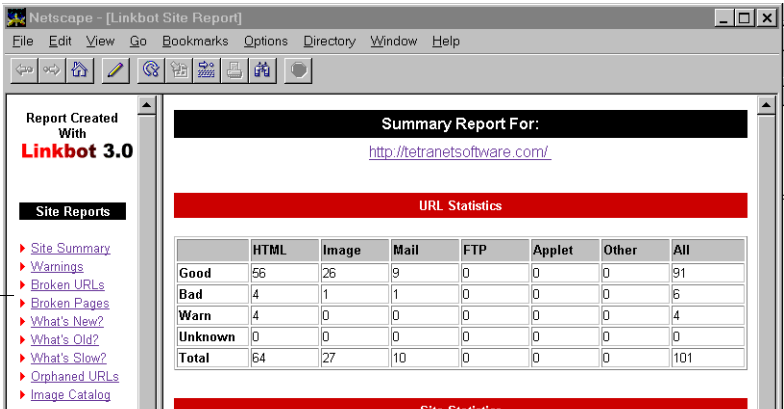 Netscape - [Linkbot Site Report]
File Edit View Go Bookmarks Options Directory Window Help
Report Created
With
Linkbot 3.0
Site Reports
Site Summary
Warnings
Broken URLs
Broken Pages
What's New?
What's Old?
What's Slow?
Orphaned URLs
Image Catalog
Summary Report For:
http://tetranetsoftware.com/
URL Statistics
HTML Image Mail FTP Applet Other All
Good 56 26 9 0 0 0 91
Bad 4 1 1 0 0 0 6
Warn 4 0 0 0 0 0 4
Unknown 0 0 0 0 0 0 0
Total 64 27 10 0 0 0 101
Site Statistics